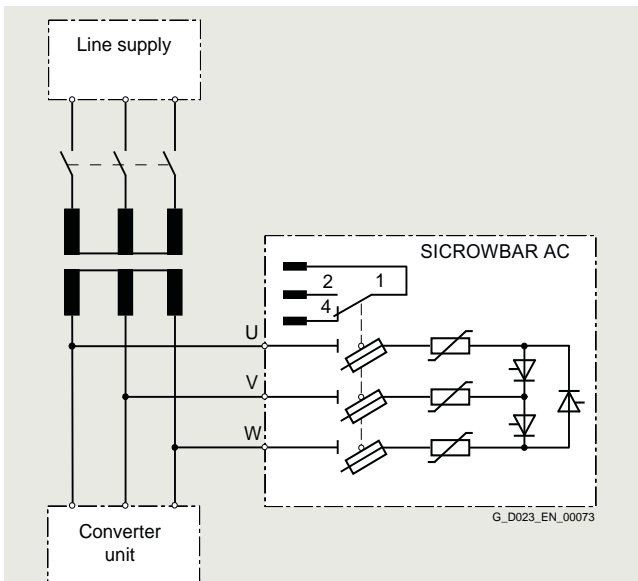 Line supply
SICROWBAR AC
2 1
4
U
V
W
G_D023_EN_00073
Converter
unit